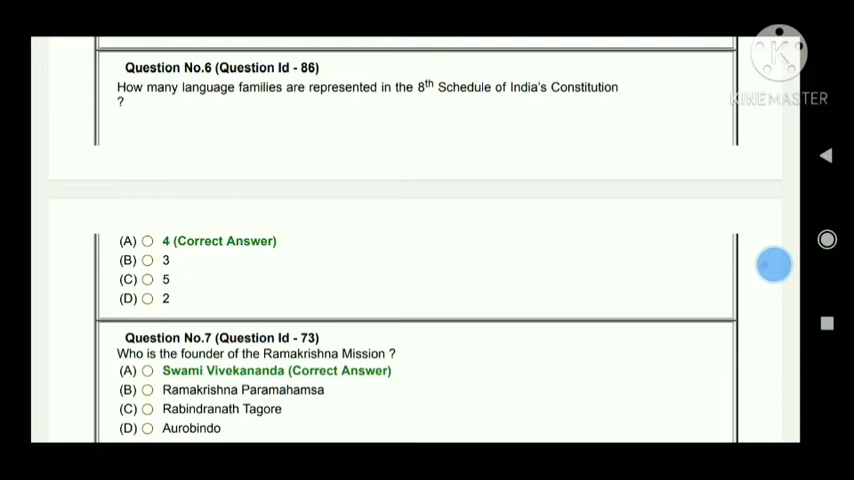 Question No.6 (Question Id - 86)
How many language families are represented in the 8th Schedule of India's Constitution
?
(A) 4 (Correct Answer)
(B) 3
(C) 5
(D) 2
Question No.7 (Question Id - 73)
Who is the founder of the Ramakrishna Mission ?
(A) Swami Vivekananda (Correct Answer)
(B) Ramakrishna Paramahamsa
(C) Rabindranath Tagore
(D) Aurobindo
K
KINEMASTER